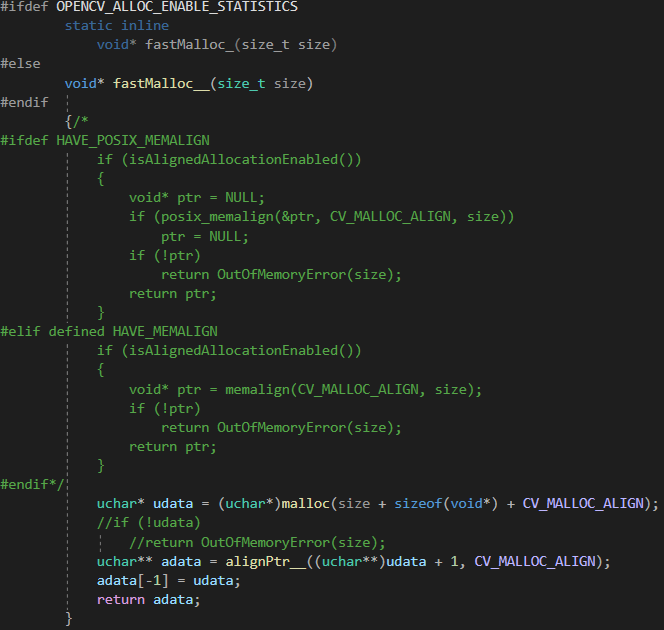 #ifdef OPENCV_ALLOC_ENABLE_STATISTICS
        static inline
            void* fastMalloc_(size_t size)
#else
        void* fastMalloc__(size_t size)
#endif
        {/*
#ifdef HAVE_POSIX_MEMALIGN
            if (isAlignedAllocationEnabled())
            {
                void* ptr = NULL;
                if (posix_memalign(&ptr, CV_MALLOC_ALIGN, size))
                    ptr = NULL;
                if (!ptr)
                    return OutOfMemoryError(size);
                return ptr;
            }
#elif defined HAVE_MEMALIGN
            if (isAlignedAllocationEnabled())
            {
                void* ptr = memalign(CV_MALLOC_ALIGN, size);
                if (!ptr)
                    return OutOfMemoryError(size);
                return ptr;
            }
#endif*/
            uchar* udata = (uchar*)malloc(size + sizeof(void*) + CV_MALLOC_ALIGN);
            //if (!udata)
                //return OutOfMemoryError(size);
            uchar** adata = alignPtr__((uchar**)udata + 1, CV_MALLOC_ALIGN);
            adata[-1] = udata;
            return adata;
        }